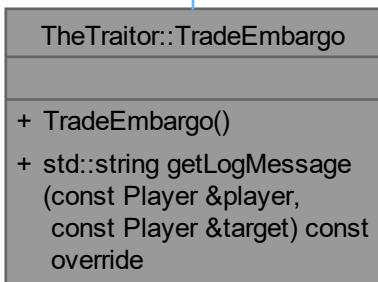 TheTraitor::TradeEmbargo
+ TradeEmbargo()
+ std::string getLogMessage
(const Player &player,
const Player &target) const
override